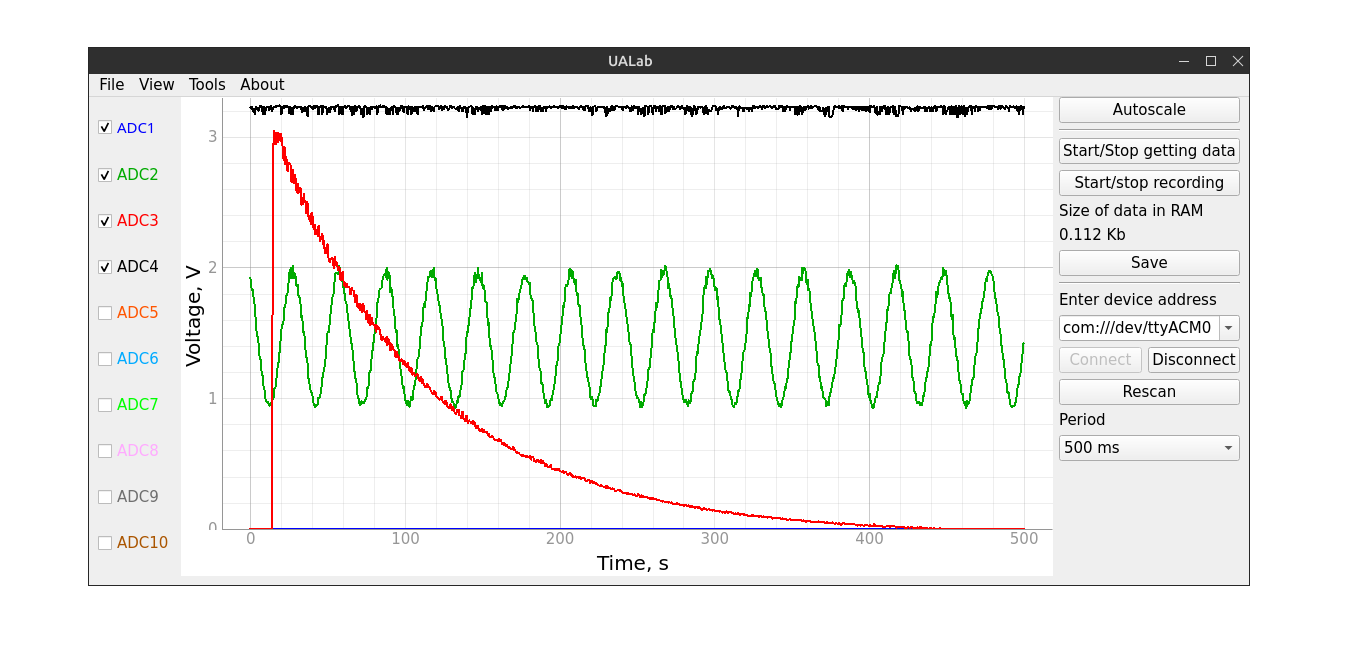 UALab
File View Tools About
ADC1
ADC2
ADC3
ADC4
ADC5
ADC6
ADC7
ADC8
ADC9
ADC10
Voltage, V
3
2
1
0
0 100 200 300 400 500
Time, s
Autoscale
Start/Stop getting data
Start/stop recording
Size of data in RAM
0.112 Kb
Save
Enter device address
com:///dev/ttyACM0
Connect Disconnect
Rescan
Period
500 ms